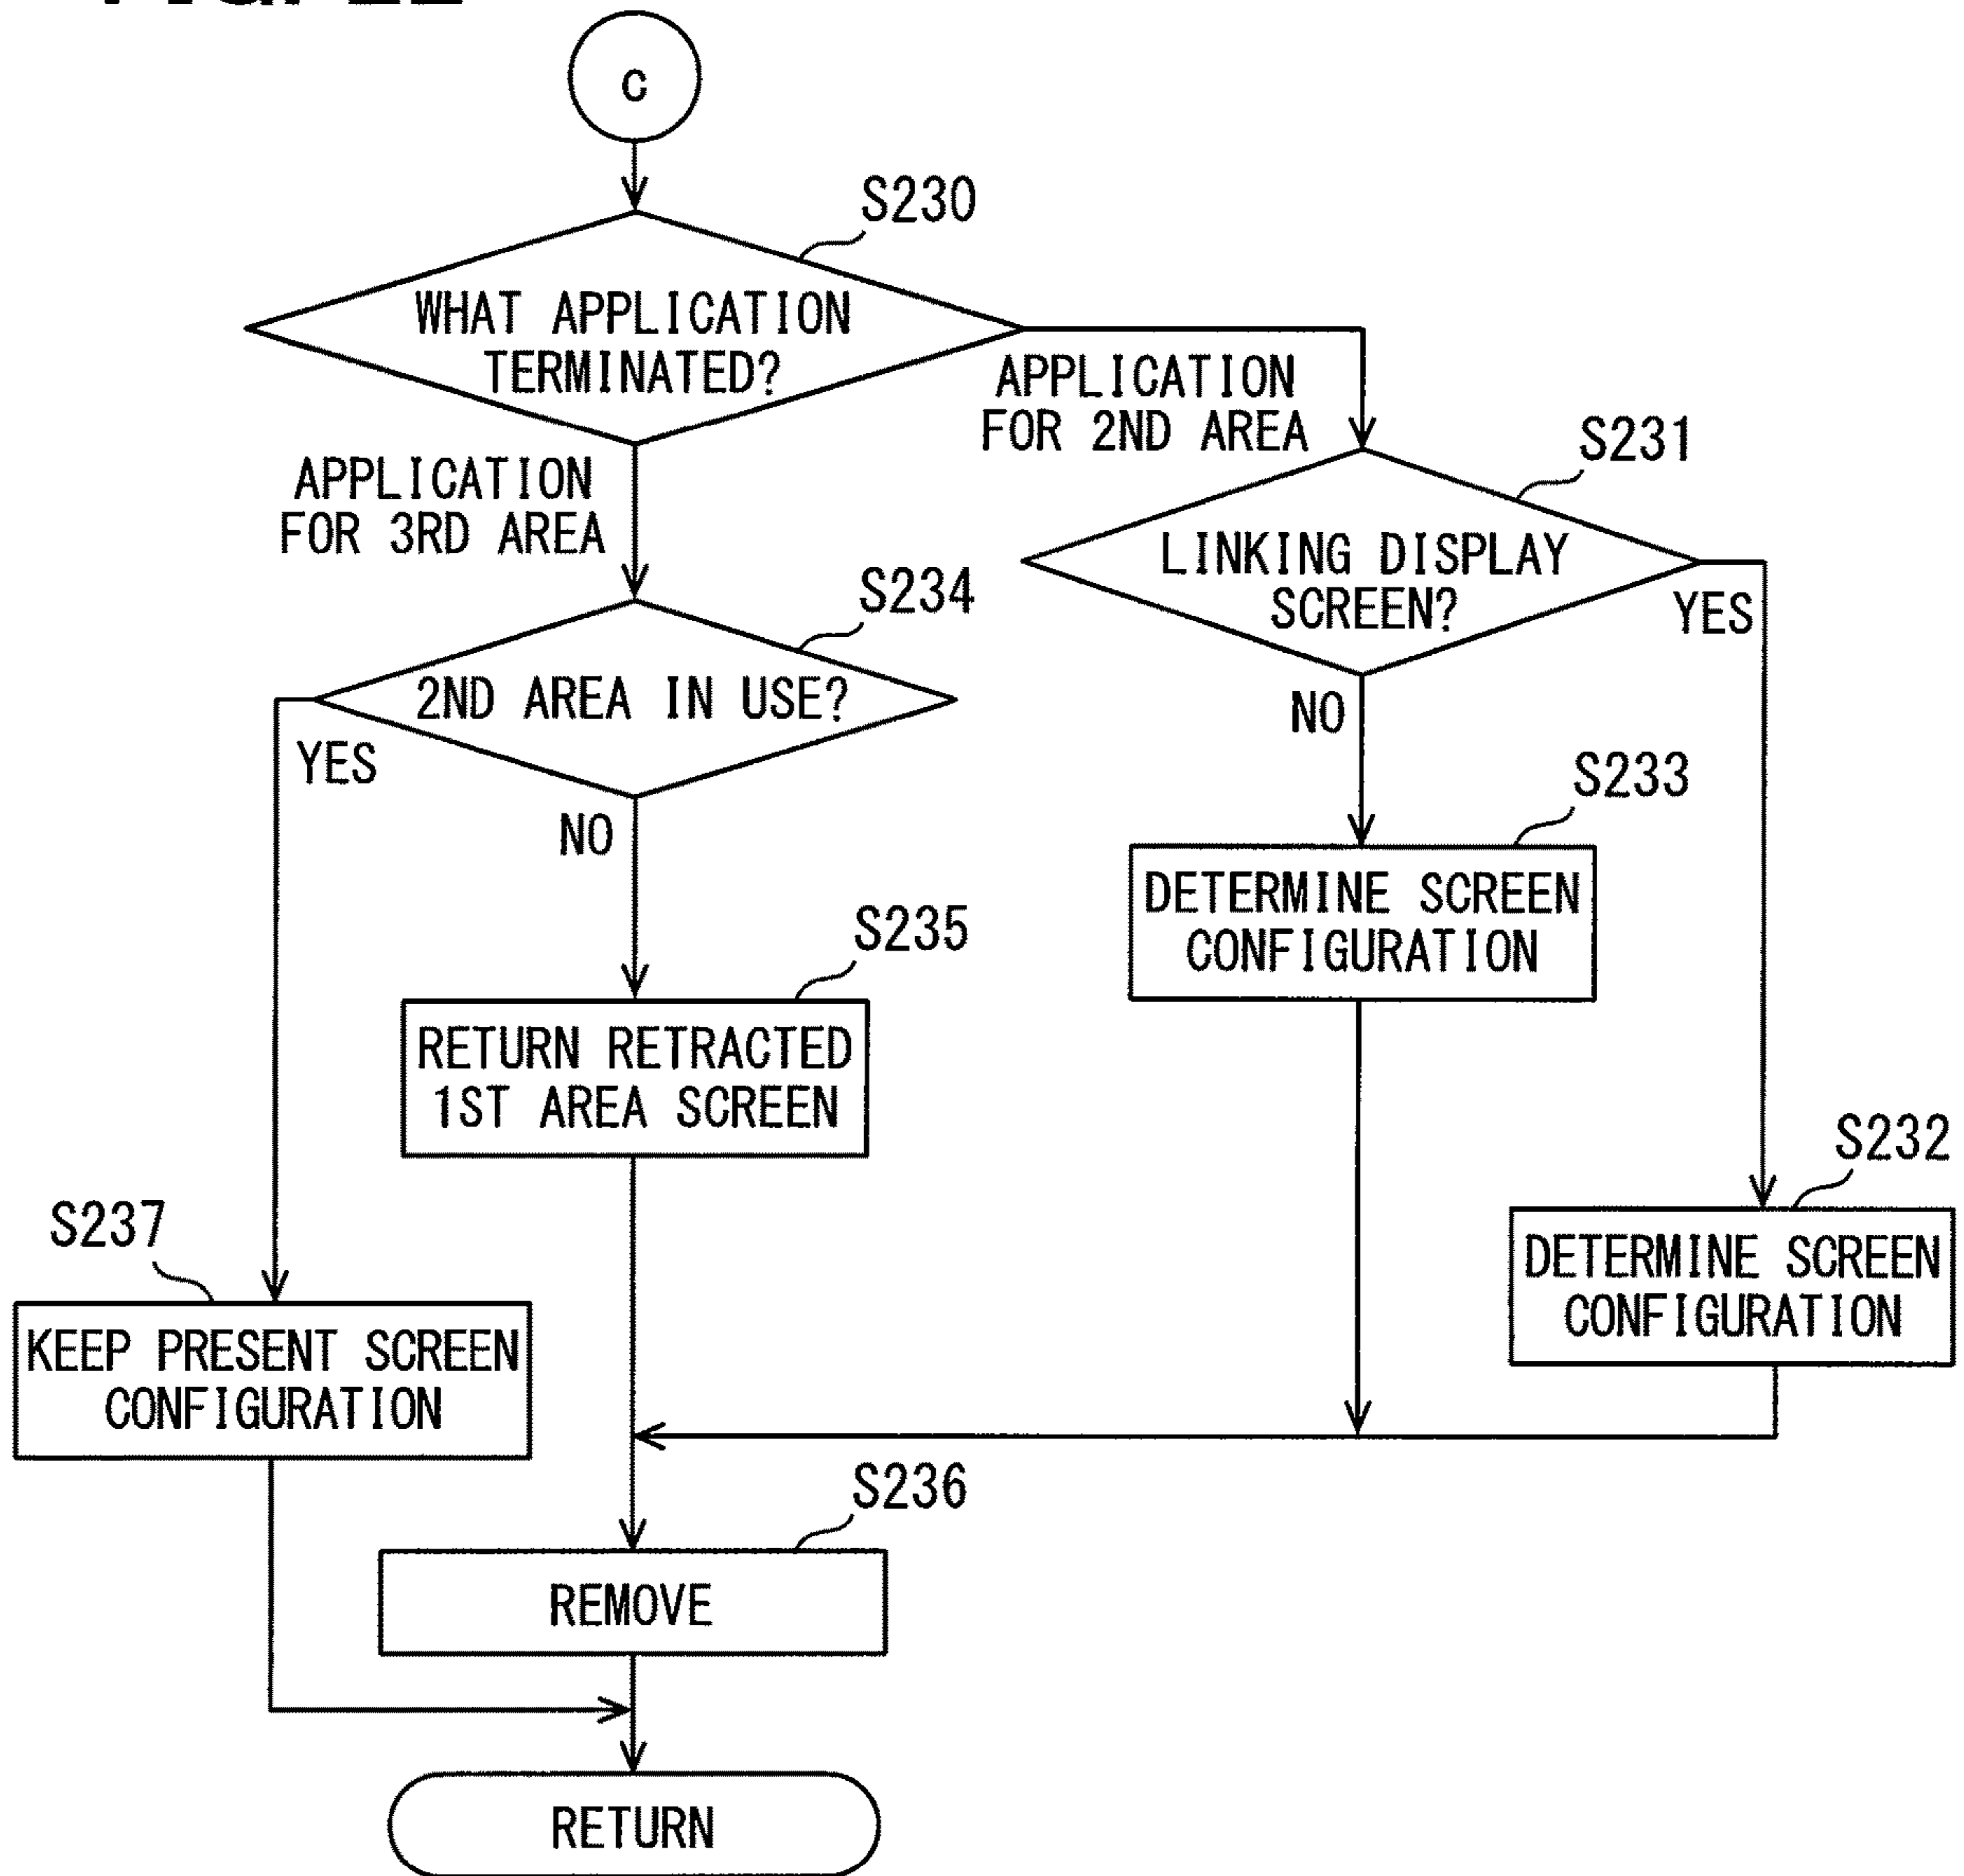 C
S230
WHAT APPLICATION
TERMINATED?
APPLICATION
FOR 2ND AREA
S231
APPLICATION
FOR 3RD AREA
LINKING DISPLAY
SCREEN?
YES
S234
2ND AREA IN USE?
NO
YES
S233
NO
DETERMINE SCREEN
CONFIGURATION
S235
RETURN RETRACTED
1ST AREA SCREEN
S232
S237
DETERMINE SCREEN
CONFIGURATION
KEEP PRESENT SCREEN
CONFIGURATION
S236
REMOVE
RETURN